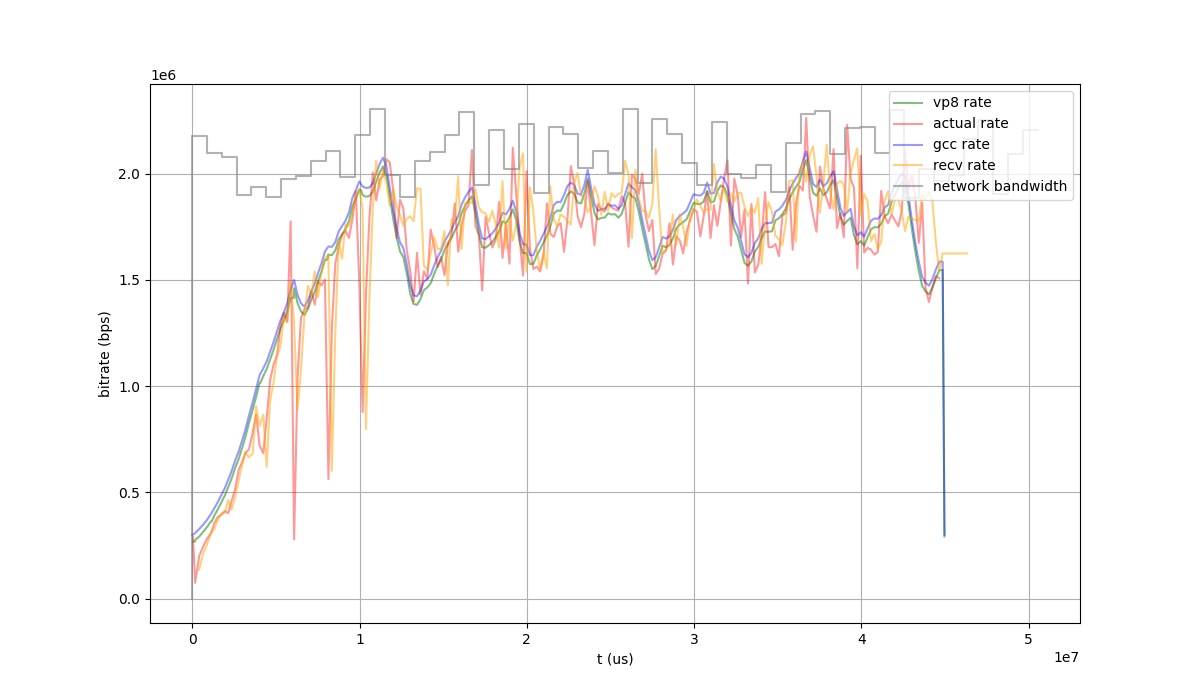 1e6
vp8 rate
actual rate
gcc rate
recv rate
network bandwidth
2.0
1.5
1.0
0.5
0.0
bitrate (bps)
0 1 2 3 4 5
t (us)
1e7